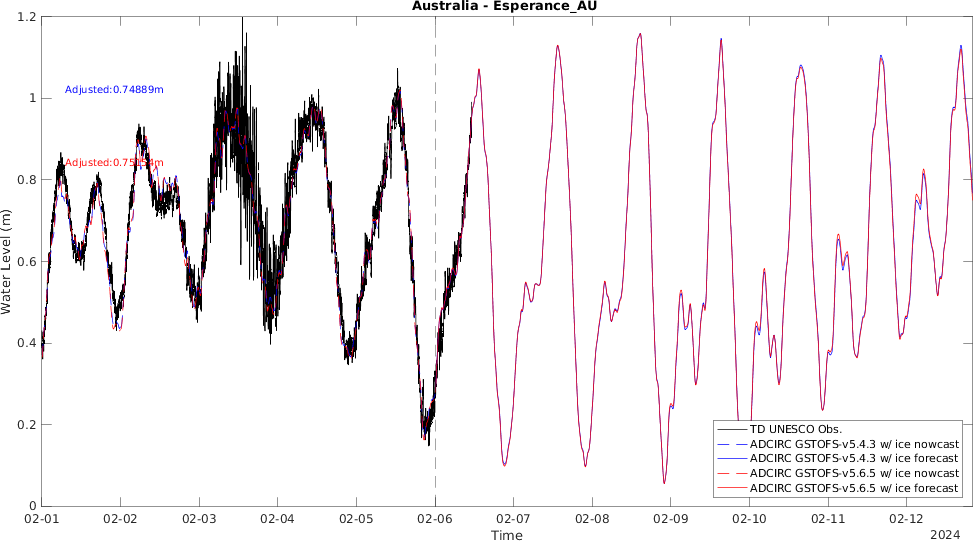 Australia - Esperance_AU
1.2
1
0.8
0.6
0.4
0.2
0
Water Level (m)
Adjusted:0.74889m
TD UNESCO Obs.
ADCIRC GSTOFS-v5.4.3 w/ ice nowcast
ADCIRC GSTOFS-v5.4.3 w/ ice forecast
ADCIRC GSTOFS-v5.6.5 w/ ice nowcast
ADCIRC GSTOFS-v5.6.5 w/ ice forecast
02-01 02-02 02-03 02-04 02-05 02-06 02-07 02-08 02-09 02-10 02-11 02-12
Time
2024